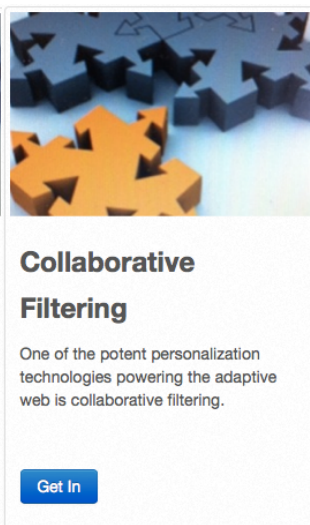 Collaborative
Filtering
One of the potent personalization
technologies powering the adaptive
web is collaborative filtering.
Get In